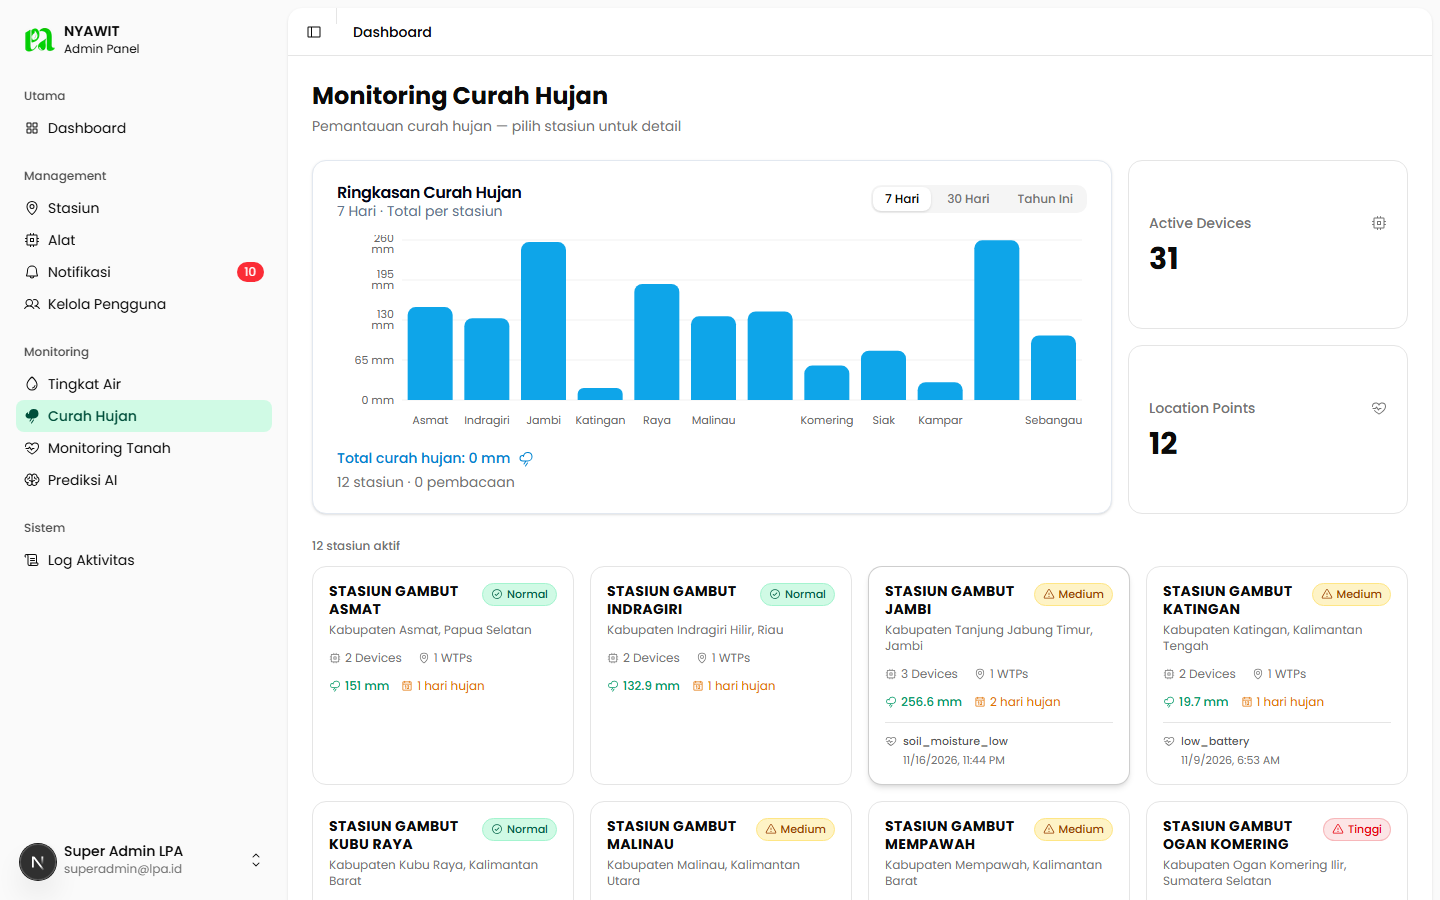 NYAWIT
Admin Panel
Utama
Dashboard
Management
Stasiun
Alat
Notifikasi
10
Kelola Pengguna
Monitoring
Tingkat Air
Curah Hujan
Monitoring Tanah
Prediksi AI
Sistem
Log Aktivitas
N
Super Admin LPA
superadmin@lpa.id
Dashboard
Monitoring Curah Hujan
Pemantauan curah hujan — pilih stasiun untuk detail
Ringkasan Curah Hujan
7 Hari · Total per stasiun
7 Hari
30 Hari
Tahun Ini
260
mm
195
mm
130
mm
65 mm
0 mm
Asmat Indragiri Jambi Katingan Raya Malinau Komering Siak Kampar Sebangau
Total curah hujan: 0 mm
12 stasiun · 0 pembacaan
Active Devices
31
Location Points
12
12 stasiun aktif
STASIUN GAMBUT
ASMAT
Normal
Kabupaten Asmat, Papua Selatan
2 Devices 1 WTPs
151 mm 1 hari hujan
STASIUN GAMBUT
INDRAGIRI
Normal
Kabupaten Indragiri Hilir, Riau
2 Devices 1 WTPs
132.9 mm 1 hari hujan
STASIUN GAMBUT
JAMBI
Medium
Kabupaten Tanjung Jabung Timur,
Jambi
3 Devices 1 WTPs
256.6 mm 2 hari hujan
soil_moisture_low
11/16/2026, 11:44 PM
STASIUN GAMBUT
KATINGAN
Medium
Kabupaten Katingan, Kalimantan
Tengah
2 Devices 1 WTPs
19.7 mm 1 hari hujan
low_battery
11/9/2026, 6:53 AM
STASIUN GAMBUT
KUBU RAYA
Normal
Kabupaten Kubu Raya, Kalimantan
Barat
STASIUN GAMBUT
MALINAU
Medium
Kabupaten Malinau, Kalimantan
Utara
STASIUN GAMBUT
MEMPAWAH
Medium
Kabupaten Mempawah, Kalimantan
Barat
STASIUN GAMBUT
OGAN KOMERING
Tinggi
Kabupaten Ogan Komering Ilir,
Sumatera Selatan